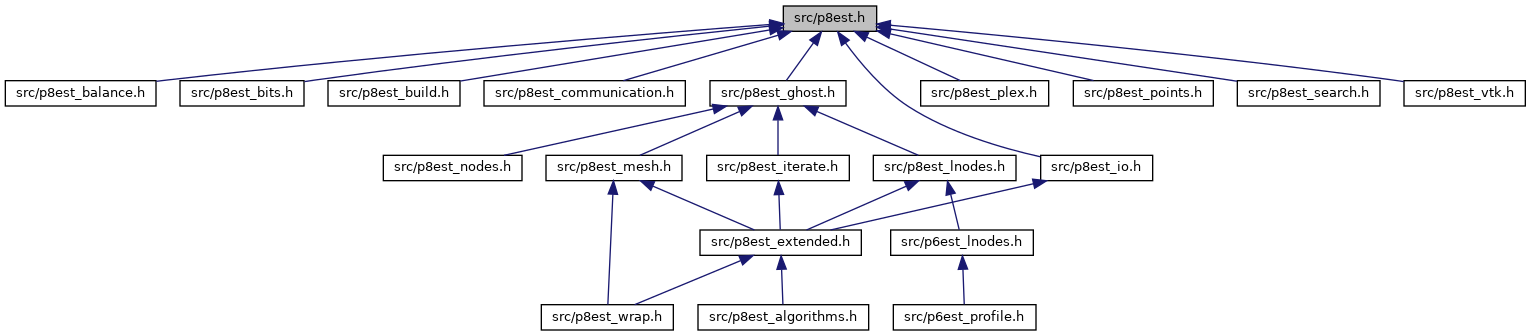 src/p8est.h
src/p8est_balance.h
src/p8est_bits.h
src/p8est_build.h
src/p8est_communication.h
src/p8est_ghost.h
src/p8est_plex.h
src/p8est_points.h
src/p8est_search.h
src/p8est_vtk.h
src/p8est_nodes.h
src/p8est_mesh.h
src/p8est_iterate.h
src/p8est_lnodes.h
src/p8est_io.h
src/p8est_extended.h
src/p6est_lnodes.h
src/p8est_wrap.h
src/p8est_algorithms.h
src/p6est_profile.h